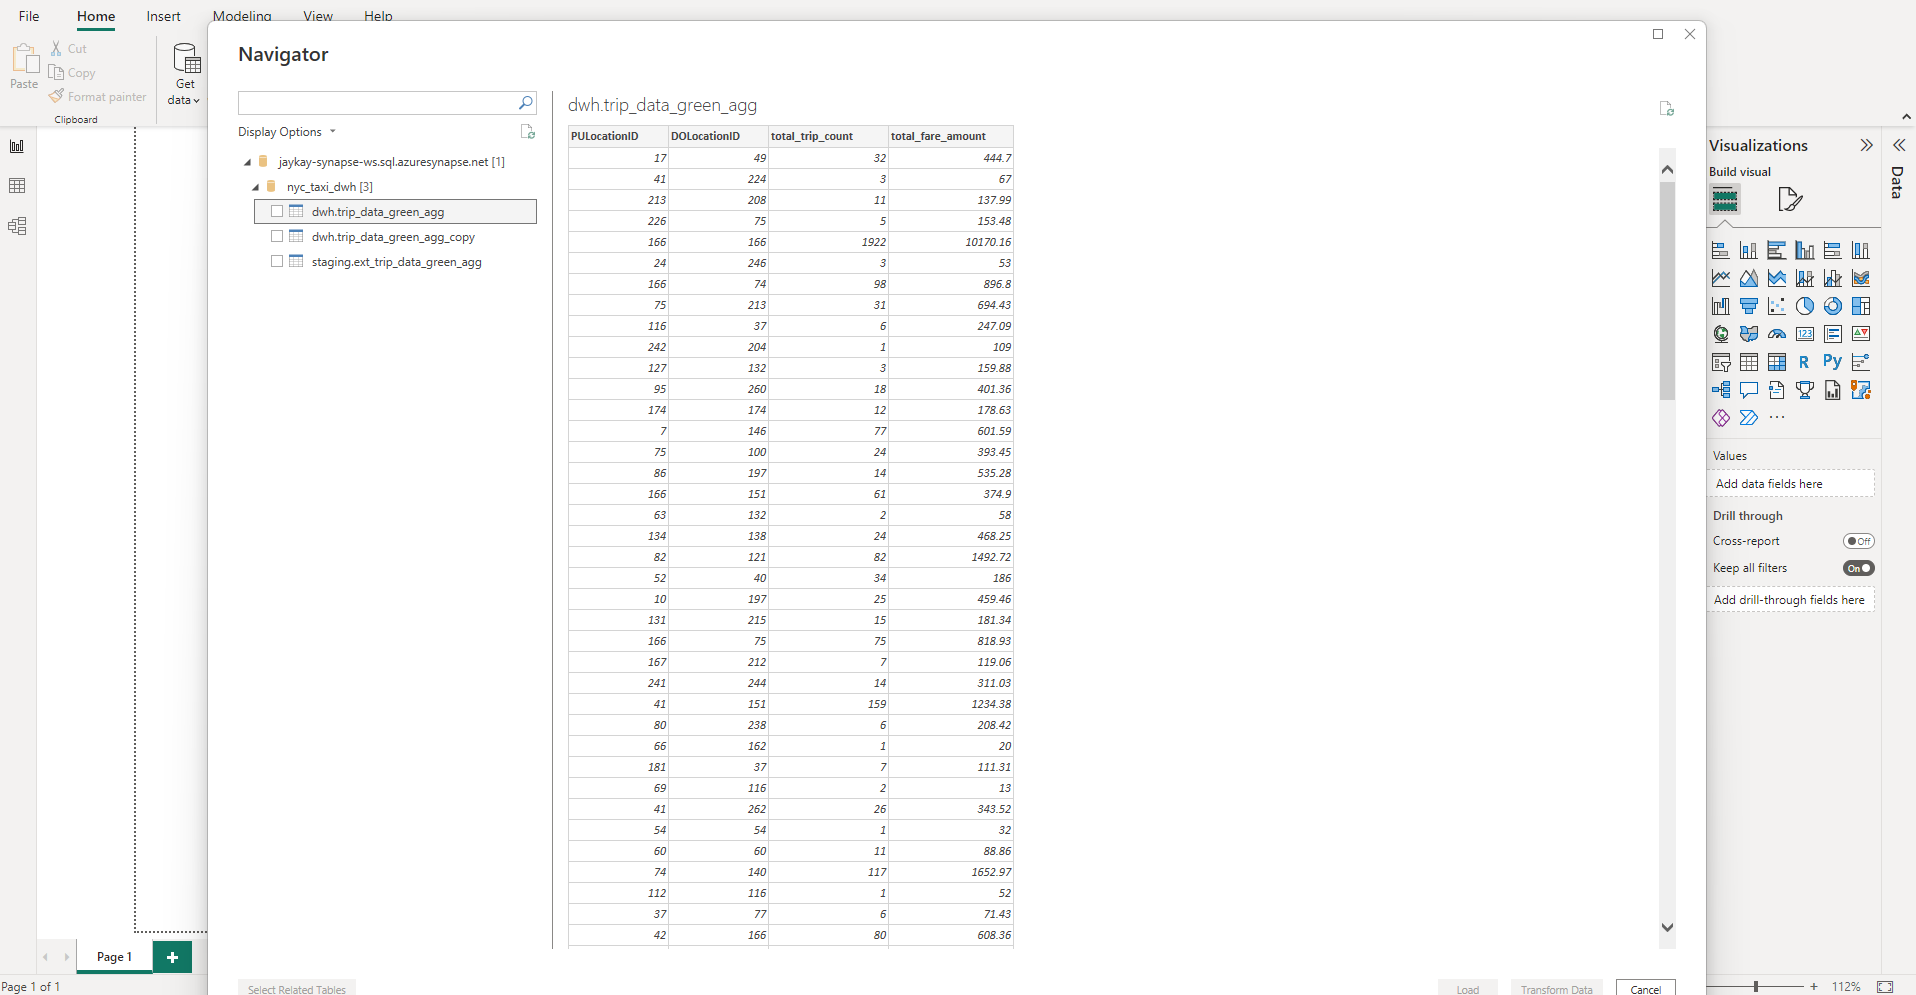 File Home Insert Modeling View Help
Paste
Cut
Copy
Format painter
Clipboard
Get
data
Navigator
Display Options
jaykay-synapse-ws.sql.azuresynapse.net [1]
nyc_taxi_dwh [3]
dwh.trip_data_green_agg
dwh.trip_data_green_agg_copy
staging.ext_trip_data_green_agg
dwh.trip_data_green_agg
PULocationID DOLocationID total_trip_count total_fare_amount
17 49 32 444.7
41 224 3 67
213 208 11 137.99
226 75 5 153.48
166 166 1922 10170.16
24 246 3 53
166 74 98 896.8
75 213 31 694.43
116 37 6 247.09
242 204 1 109
127 132 3 159.88
95 260 18 401.36
174 174 12 178.63
7 146 77 601.59
75 100 24 393.45
86 197 14 535.28
166 151 61 374.9
63 132 2 58
134 138 24 468.25
82 121 82 1492.72
52 40 34 186
10 197 25 459.46
131 215 15 181.34
166 75 75 818.93
167 212 7 119.06
241 244 14 311.03
41 151 159 1234.38
80 238 6 208.42
66 162 1 20
181 37 7 111.31
69 116 2 13
41 262 26 343.52
54 54 1 32
60 60 11 88.86
74 140 117 1652.97
112 116 1 52
37 77 6 71.43
42 166 80 608.36
Select Related Tables
Load Transform Data Cancel
Visualizations
Build visual
123
R Py
Values
Add data fields here
Drill through
Cross-report Off
Keep all filters On
Add drill-through fields here
Data
Page 1 +
Page 1 of 1
+ 112%